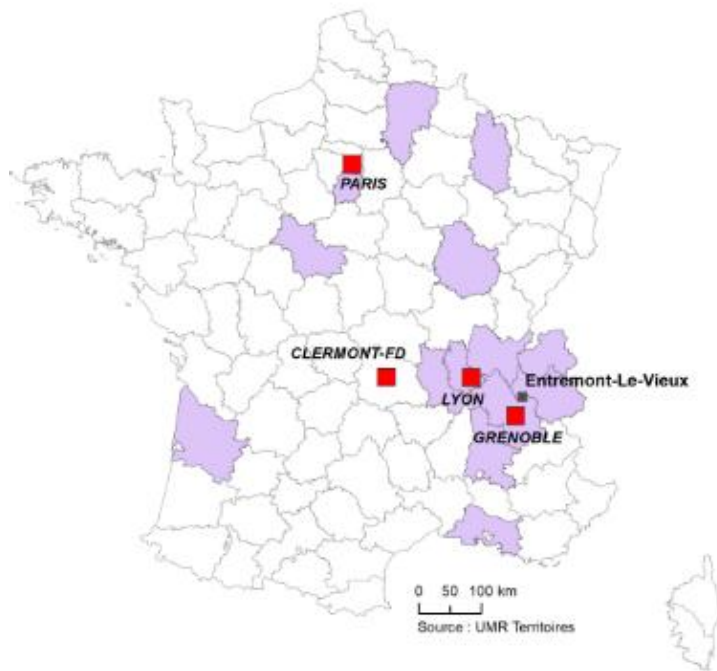 PARIS
CLERMONT-FD
Entremont-Le-Vieux
LYON
GRENOBLE
0 50 100 km
Source : UMR Territoires